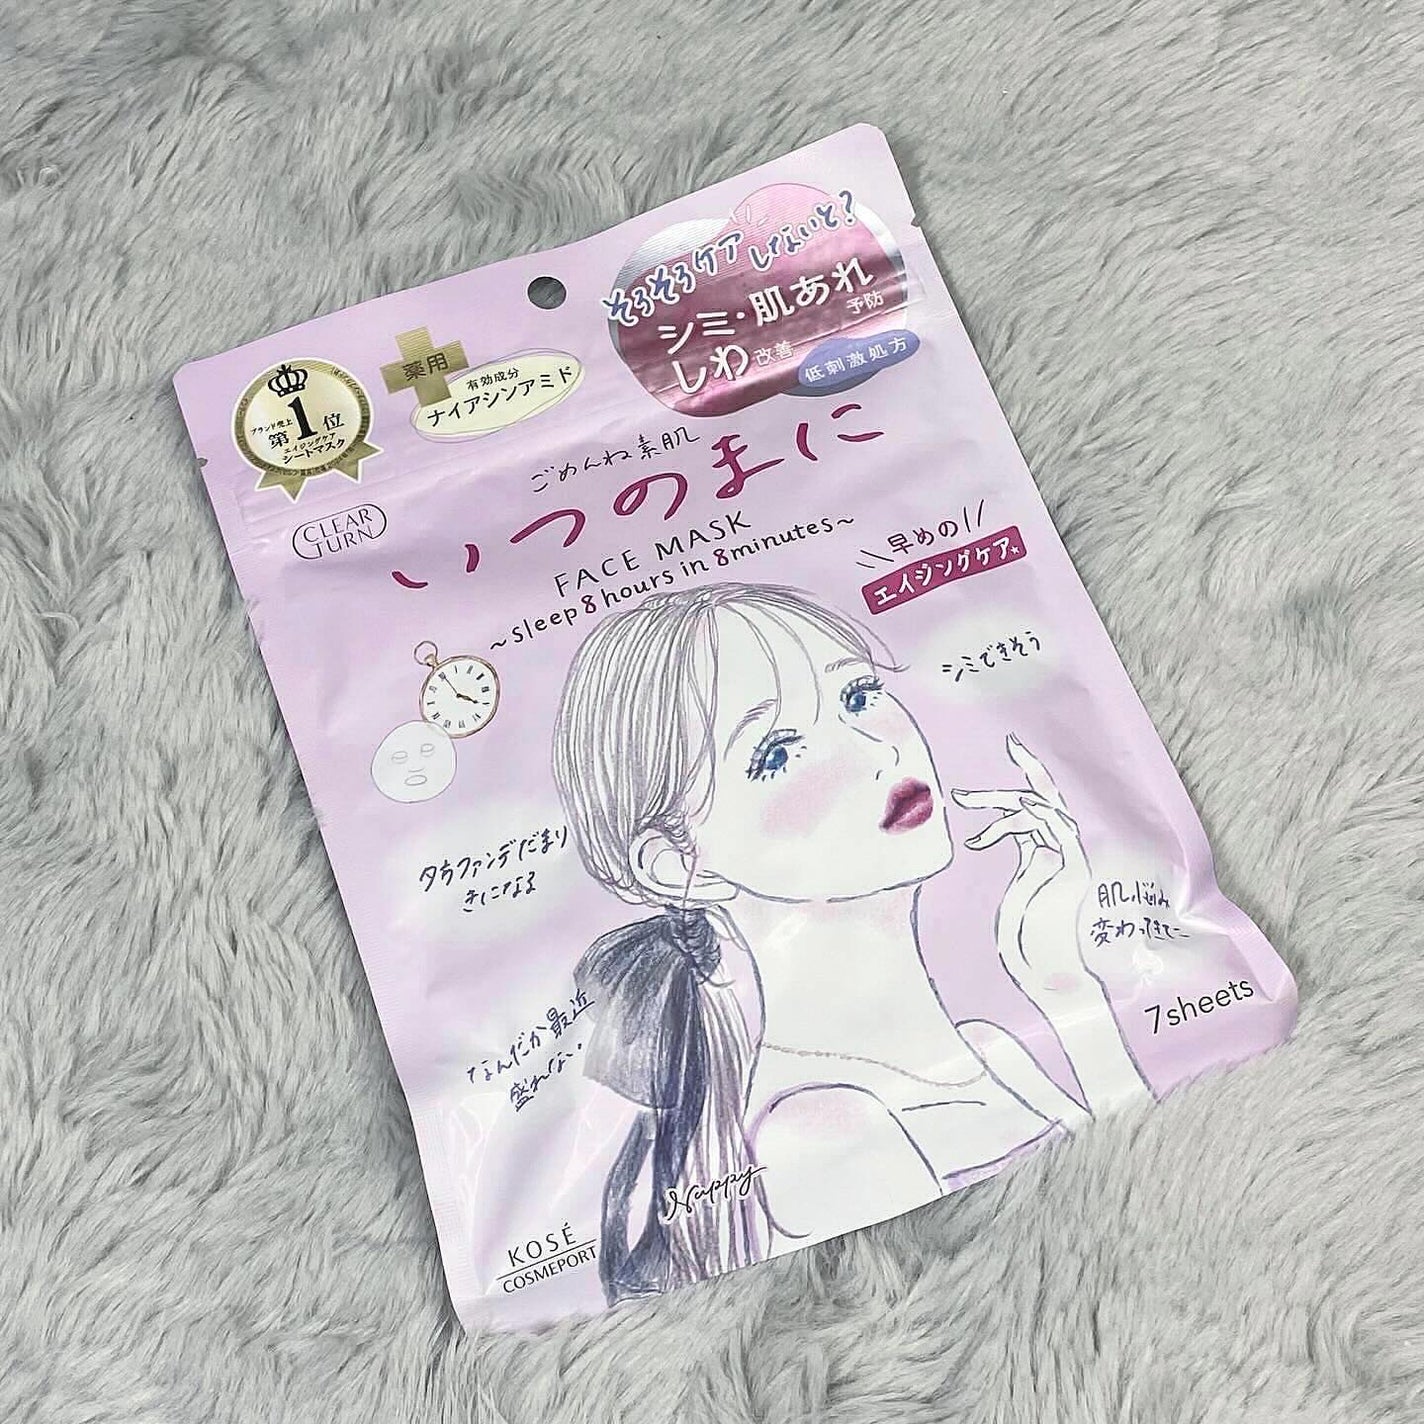 そろそろケア
しないと?
シミ・肌あれ
予防
しわ改善
低刺激処方
薬用
有効成分
ナイアシンアミド
ブランド売上
第1位
エイジングケア
シートマスク
ごめんね素肌
いつのまに
CLEAR
TURN
FACE MASK
~sleep 8 hours in 8 minutes~
早めの
エイジングケア
シミできそう
夕方ファンデだまり
きになる
肌悩み
変わってきた
なんだか最近
盛れない。
7sheets
Nuppy
KOSÉ
COSMEPORT